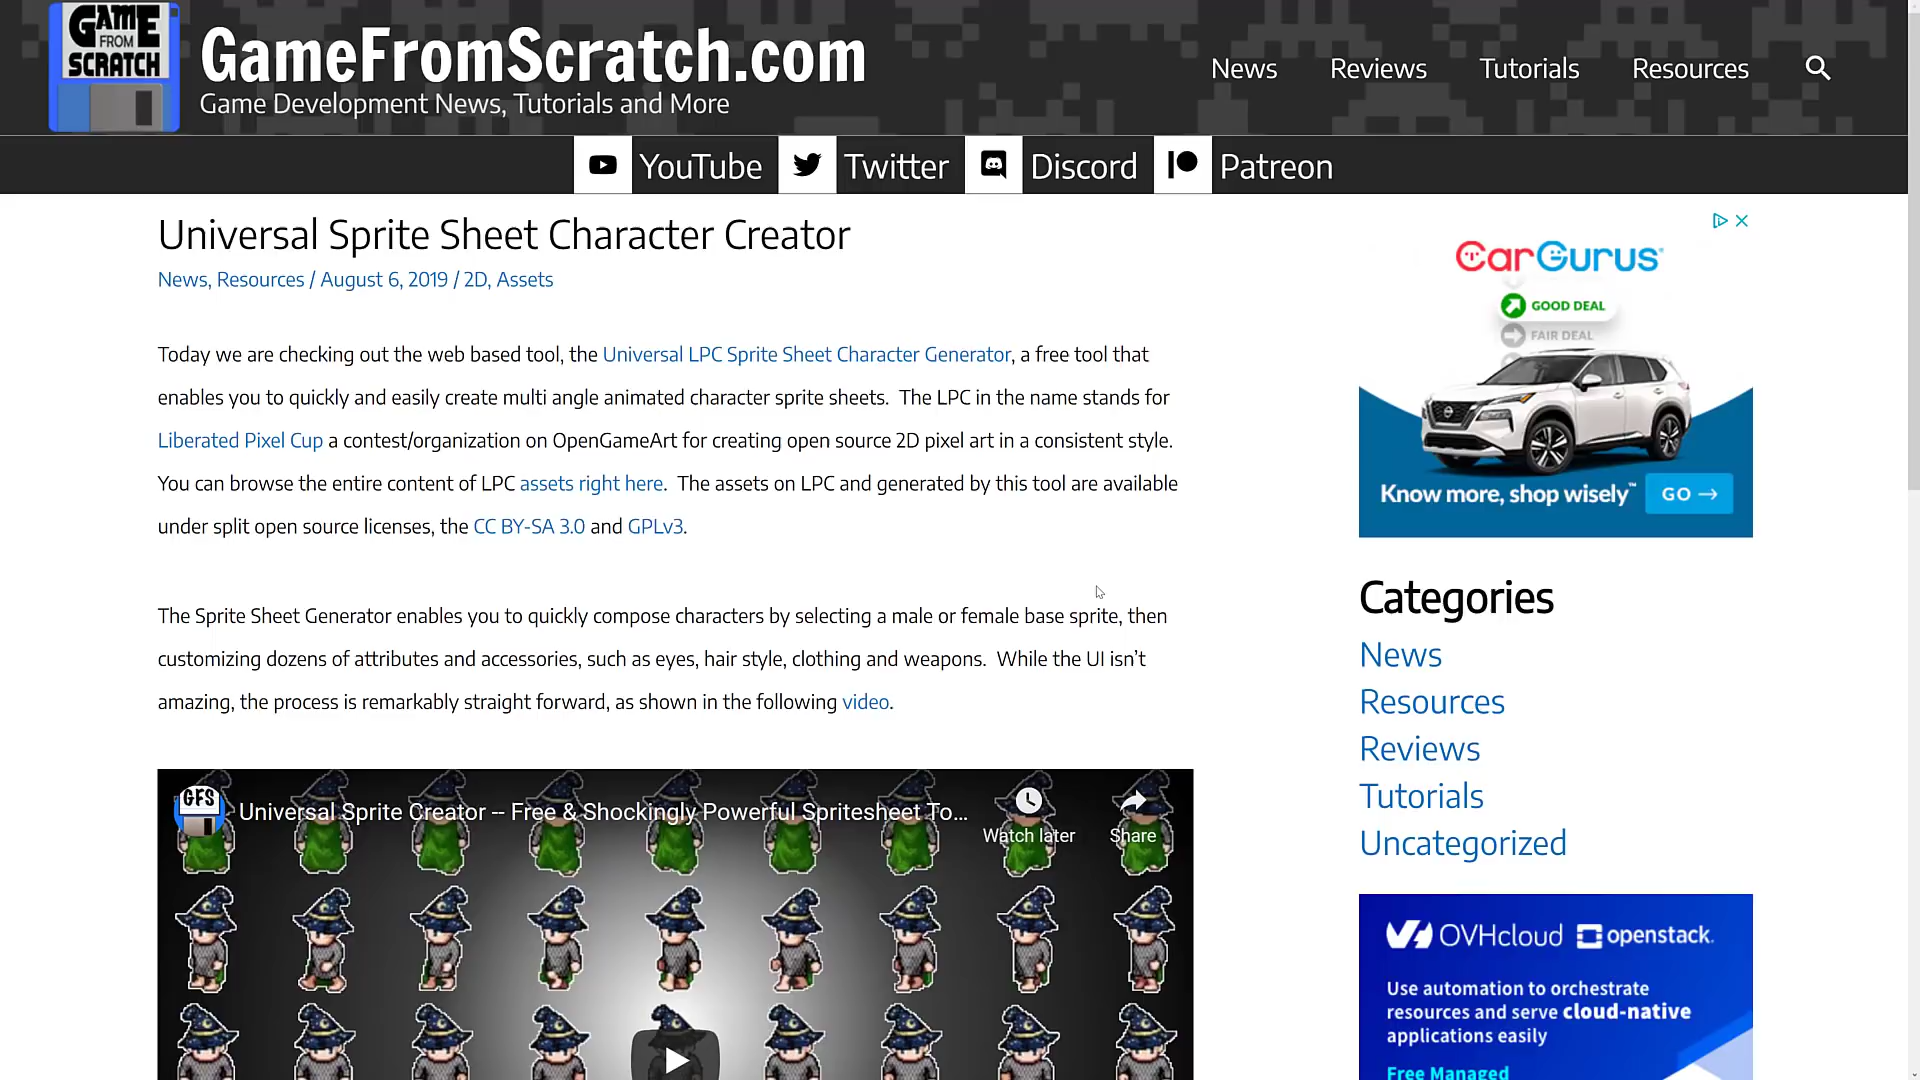 GAME
FROM
SCRATCH
GameFromScratch.com
Game Development News, Tutorials and More
News
Reviews
Tutorials
Resources
YouTube
Twitter
Discord
Patreon
Universal Sprite Sheet Character Creator
News, Resources / August 6, 2019 / 2D, Assets
Today we are checking out the web based tool, the Universal LPC Sprite Sheet Character Generator, a free tool that
enables you to quickly and easily create multi angle animated character sprite sheets. The LPC in the name stands for
Liberated Pixel Cup a contest/organization on OpenGameArt for creating open source 2D pixel art in a consistent style.
You can browse the entire content of LPC assets right here. The assets on LPC and generated by this tool are available
under split open source licenses, the CC BY-SA 3.0 and GPLv3.
The Sprite Sheet Generator enables you to quickly compose characters by selecting a male or female base sprite, then
customizing dozens of attributes and accessories, such as eyes, hair style, clothing and weapons. While the UI isn't
amazing, the process is remarkably straight forward, as shown in the following video.
GFS
Universal Sprite Creator -- Free & Shockingly Powerful Spritesheet To...
Watch later
Share
CarGurus
GOOD DEAL
FAIR DEAL
Know more, shop wisely™
GO →
Categories
News
Resources
Reviews
Tutorials
Uncategorized
OVHcloud
openstack.
Use automation to orchestrate
resources and serve cloud-native
applications easily
Free Managed